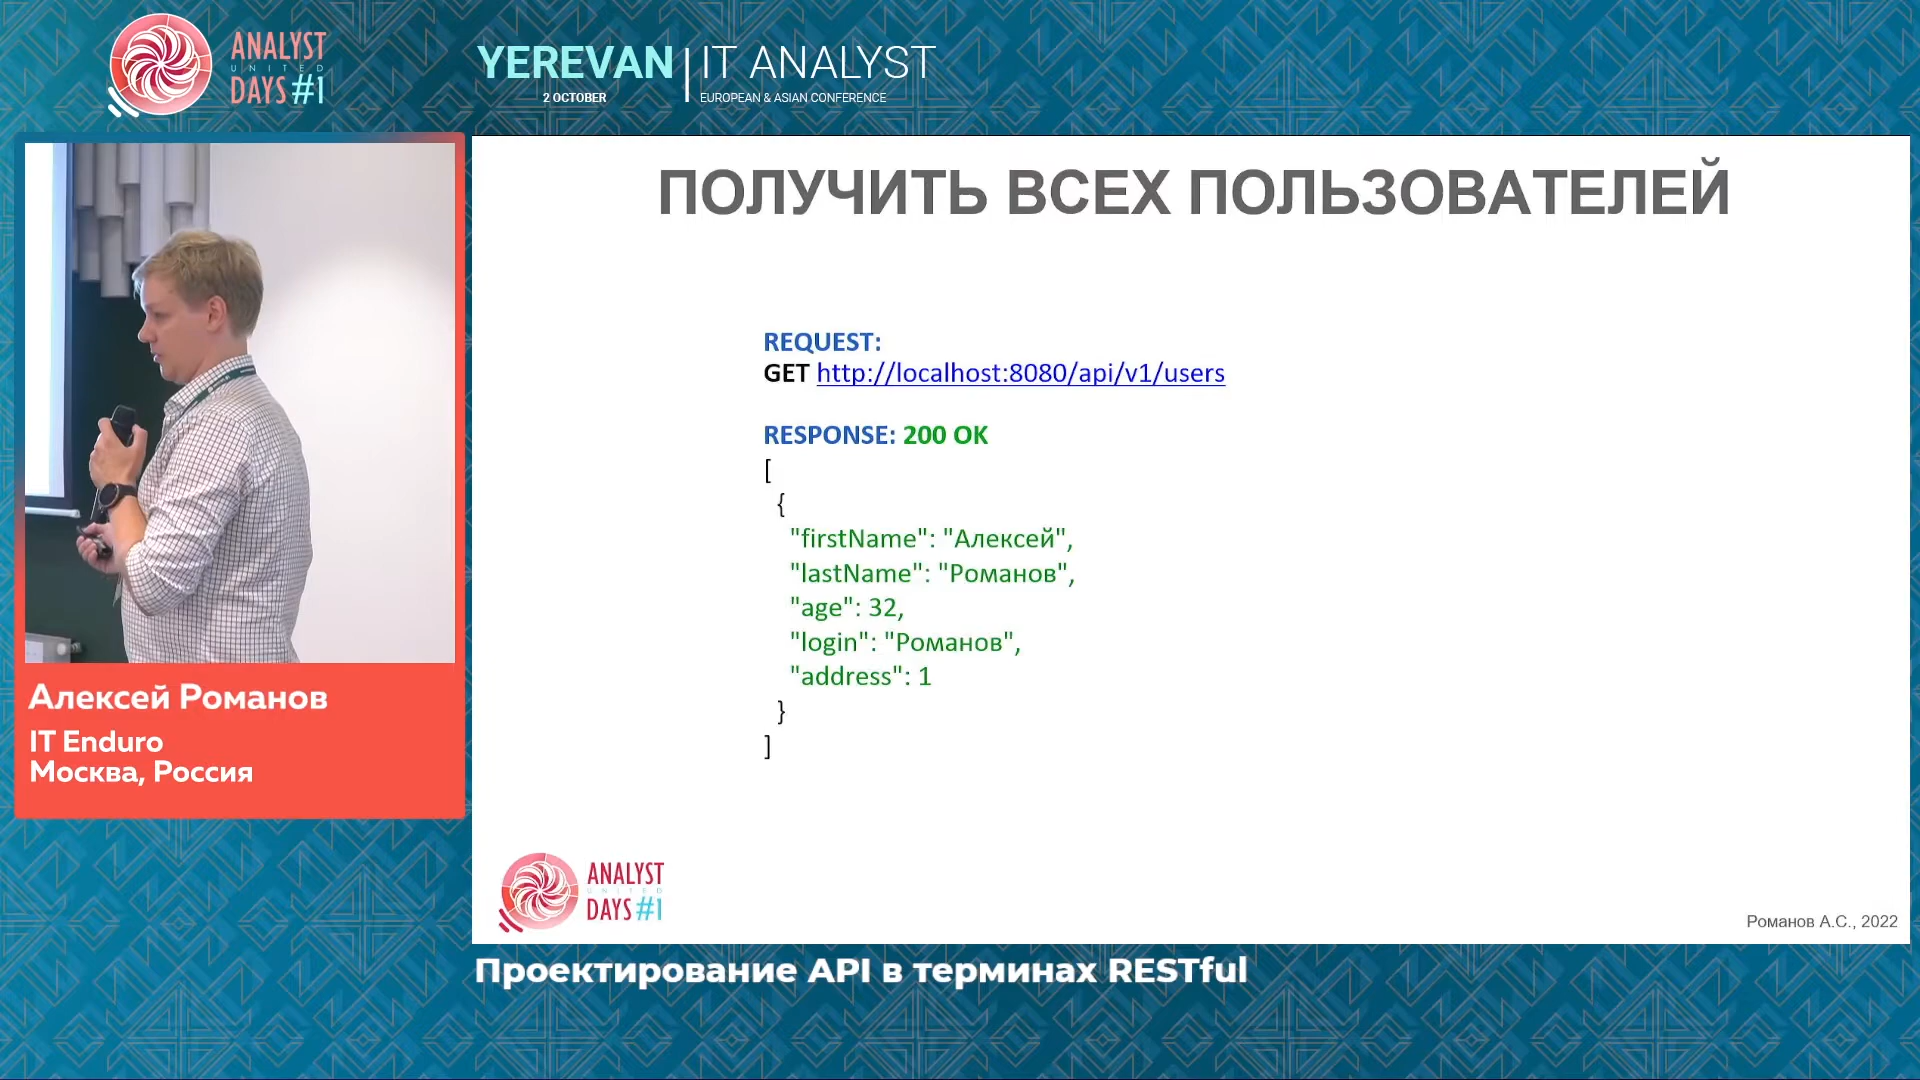 ANALYST
UNITED
DAYS #1
YEREVAN
2 OCTOBER
IT ANALYST
EUROPEAN & ASIAN CONFERENCE
Алексей Романов
IT Enduro
Москва, Россия
ПОЛУЧИТЬ ВСЕХ ПОЛЬЗОВАТЕЛЕЙ
REQUEST:
GET http://localhost:8080/api/v1/users
RESPONSE: 200 OK
[
{
"firstName": "Алексей",
"lastName": "Романов",
"age": 32,
"login": "Романов",
"address": 1
}
]
ANALYST
UNITED
DAYS #1
Романов А.С., 2022
Проектирование API в терминах RESTful